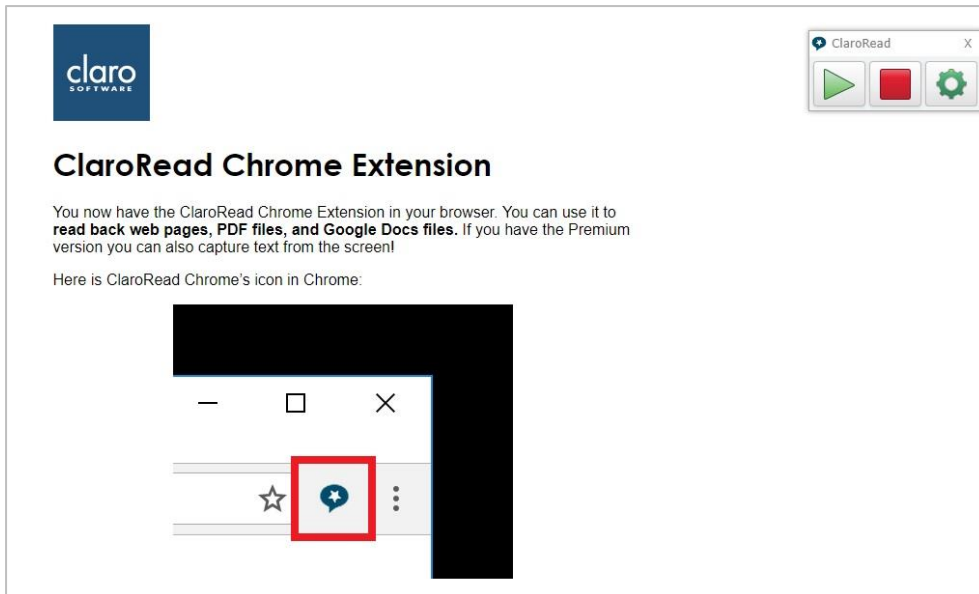 claro
SOFTWARE
ClaroRead X
ClaroRead Chrome Extension
You now have the ClaroRead Chrome Extension in your browser. You can use it to
read back web pages, PDF files, and Google Docs files. If you have the Premium
version you can also capture text from the screen!
Here is ClaroRead Chrome’s icon in Chrome: